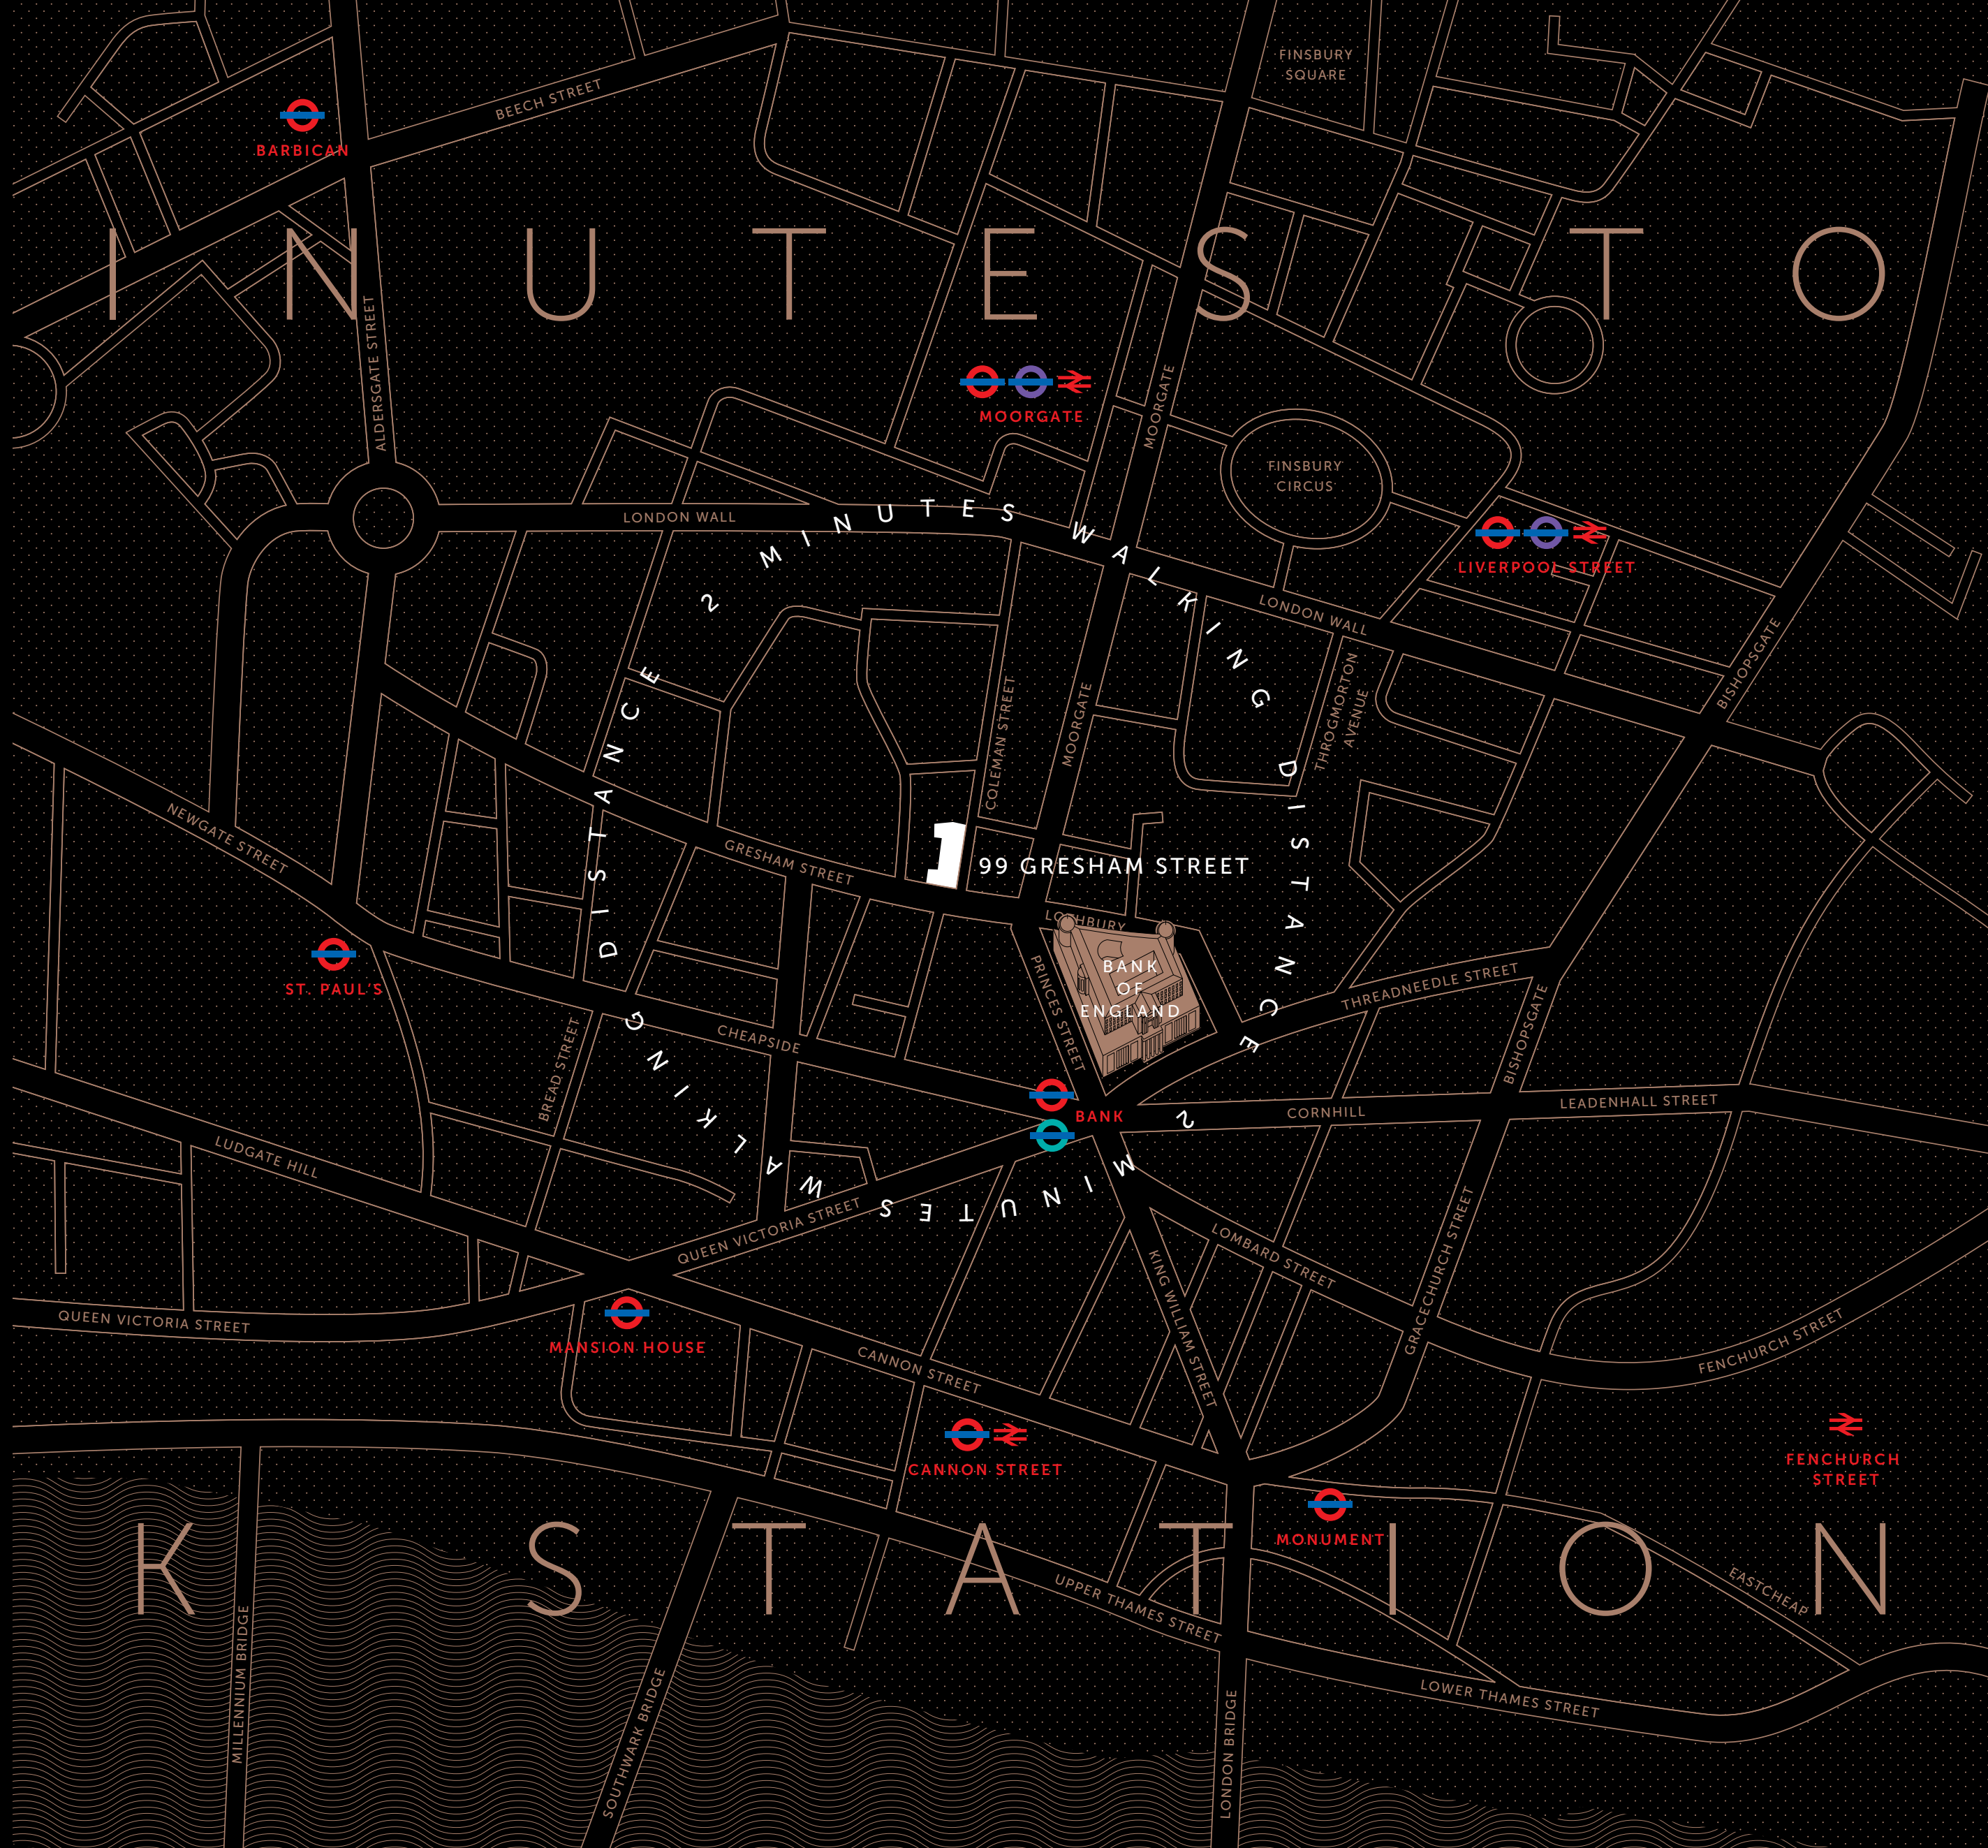 FINSBURY
SQUARE
BEECH STREET
BARBICAN
INUTES TO
ALDERSGATE STREET
MOORGATE
MOORGATE
FINSBURY
CIRCUS
LONDON WALL
2 MINUTES WALKING DISTANCE
LIVERPOOL STREET
LONDON WALL
THROGMORTON
AVENUE
BISHOPSGATE
COLEMAN STREET
MOORGATE
NEWGATE STREET
GRESHAM STREET
1
99 GRESHAM STREET
LOTHBURY
BANK
OF
ENGLAND
PRINCES STREET
THREADNEEDLE STREET
ST. PAUL'S
CHEAPSIDE
BREAD STREET
BISHOPSGATE
BANK
CORNHILL
LEADENHALL STREET
2 MINUTES WALKING DISTANCE
LUDGATE HILL
QUEEN VICTORIA STREET
LOMBARD STREET
KING WILLIAM STREET
GRACECHURCH STREET
QUEEN VICTORIA STREET
MANSION HOUSE
CANNON STREET
FENCHURCH STREET
CANNON STREET
FENCHURCH
STREET
MONUMENT
K STATION
UPPER THAMES STREET
EASTCHEAP
MILLENNIUM BRIDGE
SOUTHWARK BRIDGE
LONDON BRIDGE
LOWER THAMES STREET